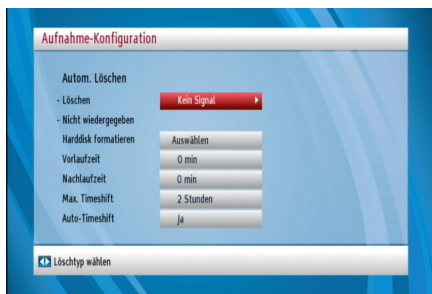 Aufnahme-Konfiguration
Autom. Löschen
- Löschen Kein Signal
- Nicht wiedergegeben
Harddisk formatieren Auswählen
Vorlaufzeit 0 min
Nachlaufzeit 0 min
Max. Timeshift 2 Stunden
Auto-Timeshift Ja
Löschtyp wählen